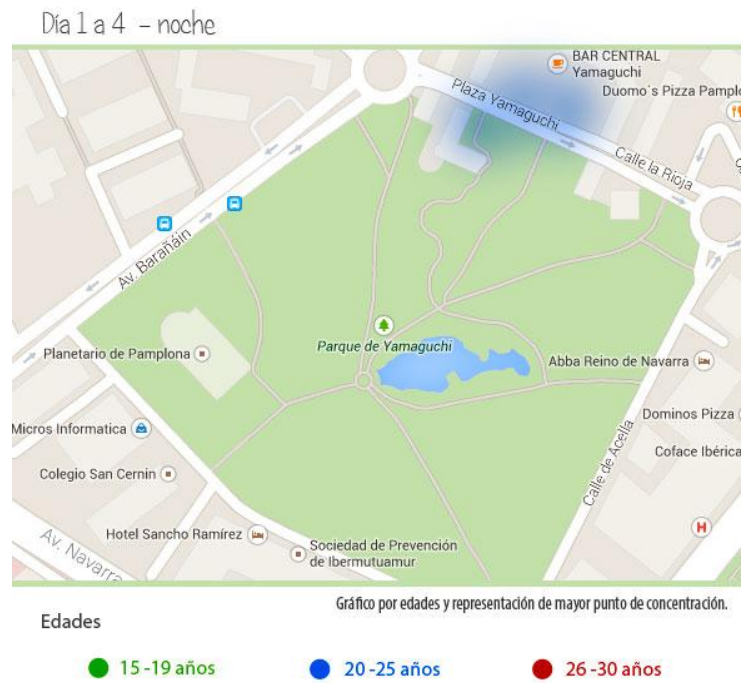 Día 1 a 4 - noche
BAR CENTRAL
Yamaguchi
Plaza Yamaguchi
Duomo´s Pizza Pamplo
Calle la Rioja
Av. Barañáin
Parque de Yamaguchi
Planetario de Pamplona
Abba Reino de Navarra
Dominos Pizza
Micros Informatica
Coface Ibérica
Calle de Acella
Colegio San Cernin
H
Hotel Sancho Ramírez
Av. Navarra
Sociedad de Prevención
de Ibermutuamur
Gráfico por edades y representación de mayor punto de concentración.
Edades
15 -19 años
20 -25 años
26 -30 años